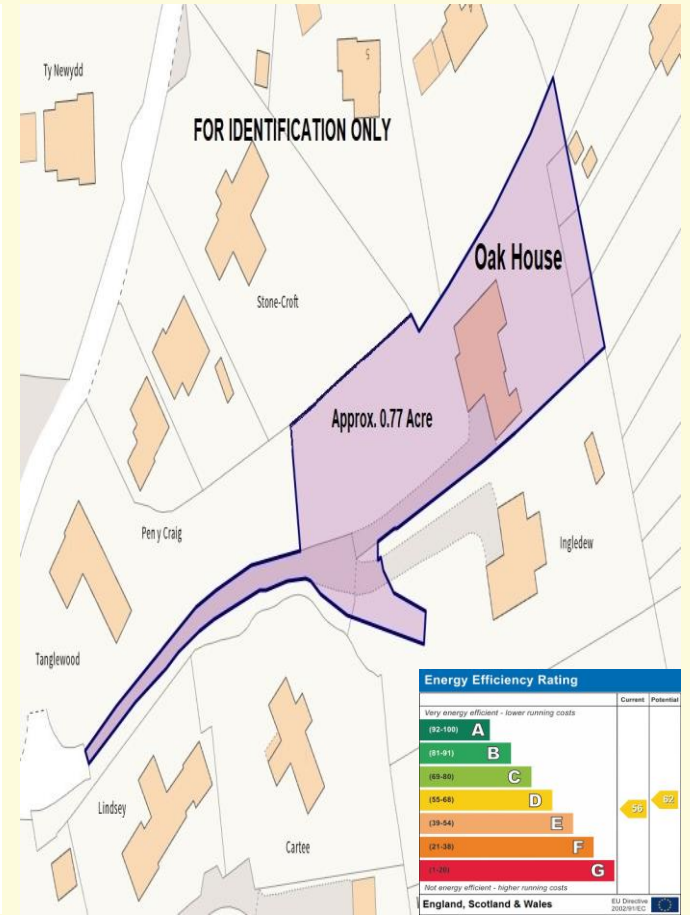 Ty Newydd
5
FOR IDENTIFICATION ONLY
Oak House
Stone-Croft
Approx. 0.77 Acre
Pen y Craig
Ingledew
Tanglewood
Lindsey
Cartee
Energy Efficiency Rating
Current Potential
Very energy efficient - lower running costs
(92-100) A
(81-91) B
(69-80) C
(55-68) D
56
62
(39-54) E
(21-38) F
(1-20) G
Not energy efficient - higher running costs
England, Scotland & Wales
EU Directive
2002/91/EC